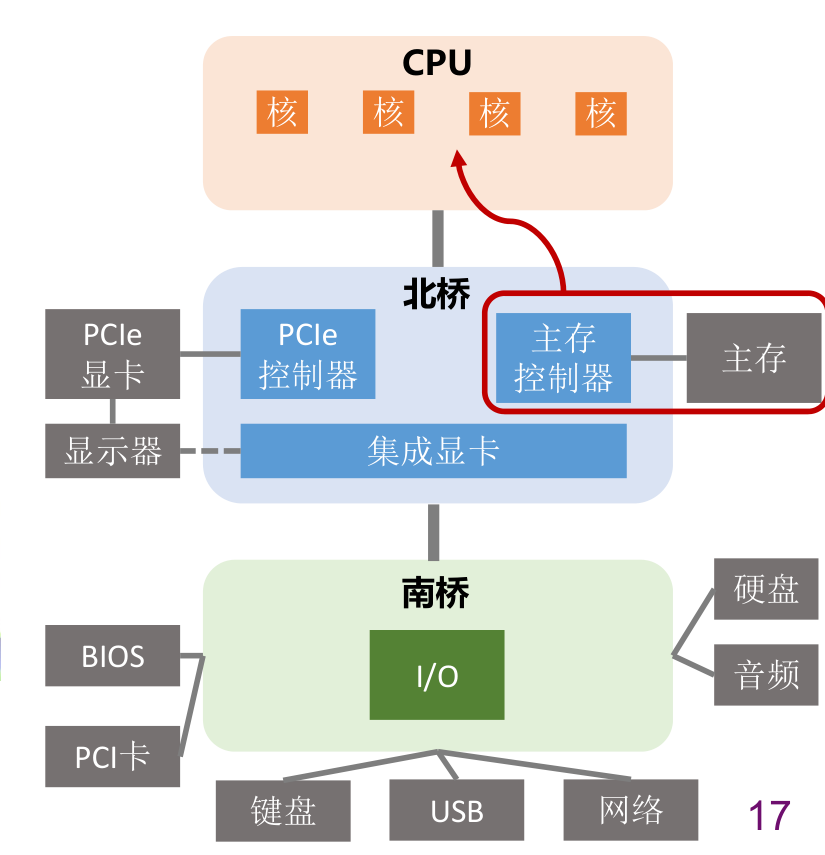 CPU
核
核
核
核
北桥
PCIe
显卡
PCIe
控制器
主存
控制器
主存
显示器
集成显卡
南桥
硬盘
BIOS
I/O
音频
PCI卡
键盘
USB
网络
17